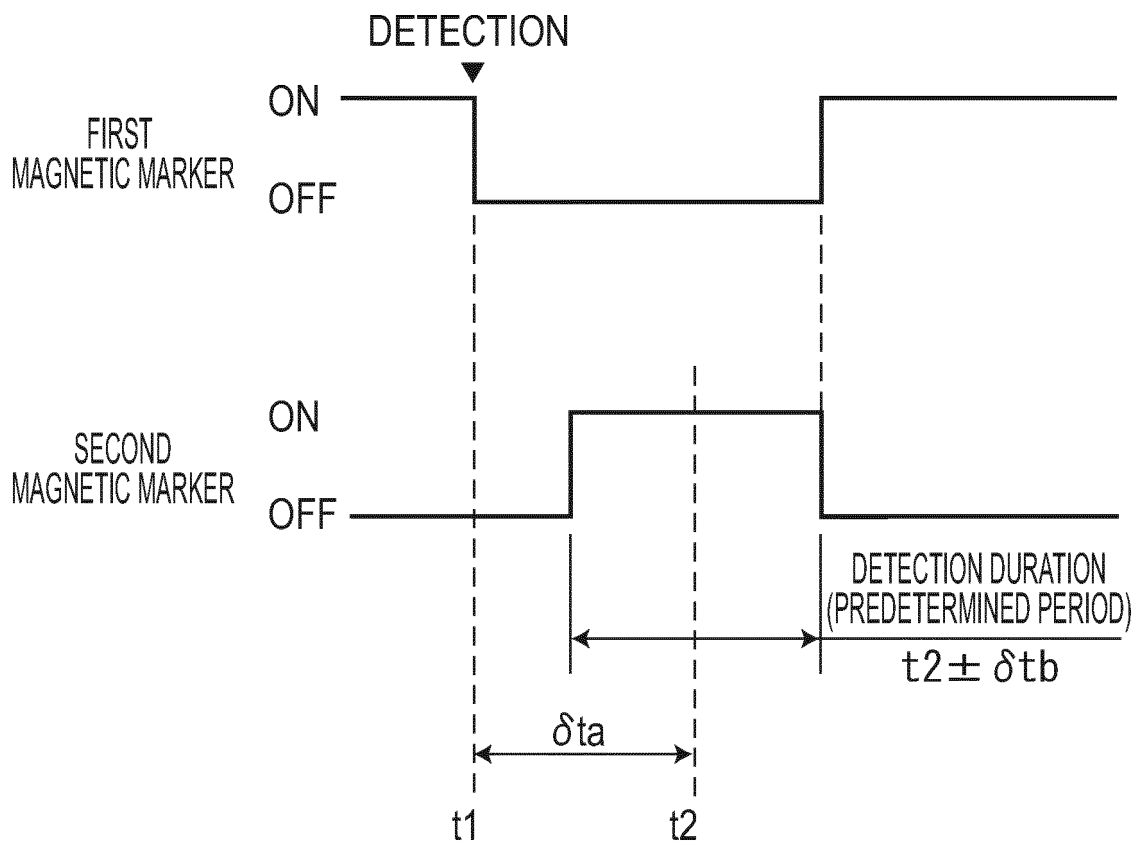 DETECTION
ON
FIRST
MAGNETIC MARKER
OFF
ON
SECOND
MAGNETIC MARKER
OFF
DETECTION DURATION
(PREDETERMINED PERIOD)
t2± δtb
δta
t1
t2